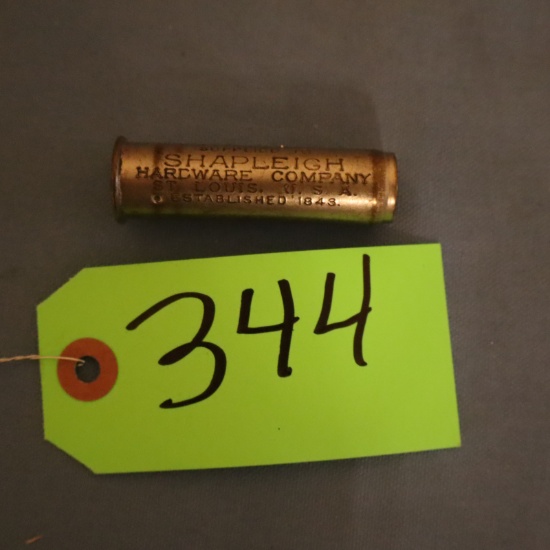 SHAPLEIGH
HARDWARE COMPANY
ST. LOUIS, U.S.A.
ESTABLISHED 1843.
344